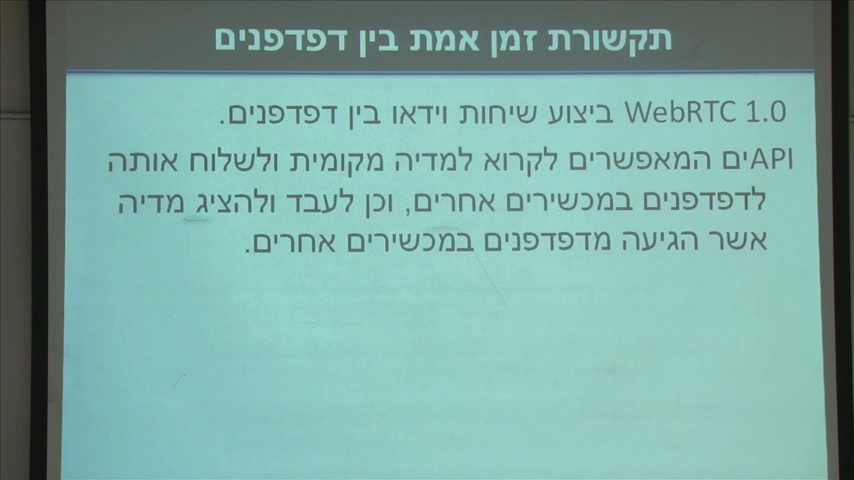 תקשורת זמן אמת בין דפדפנים
WebRTC 1.0 ביצוע שיחות וידאו בין דפדפנים.
APIים המאפשרים לקרוא למדיה מקומית ולשלוח אותה
לדפדפנים במכשירים אחרים, וכן לעבד ולהציג מדיה
אשר הגיעה מדפדפנים במכשירים אחרים.